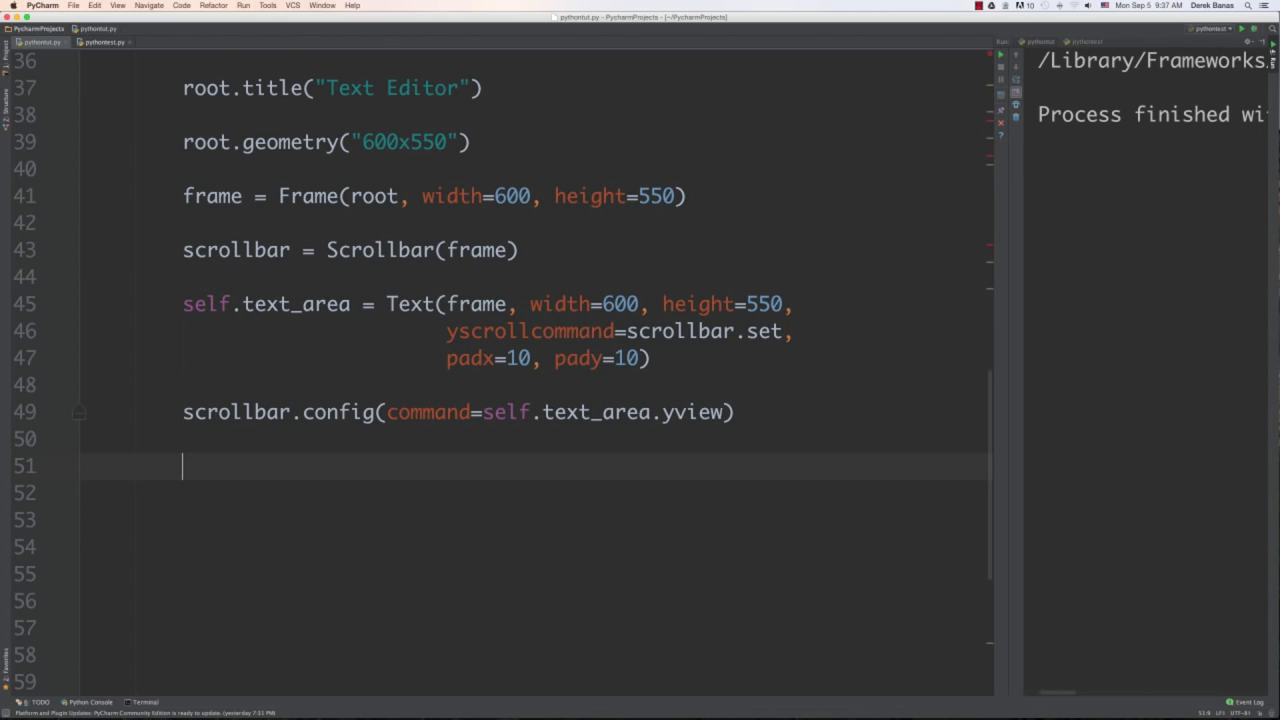 PyCharm File Edit View Navigate Code Refactor Run Tools VCS Window Help 10 Mon Sep 5 9:37 AM Derek Banas
pythontut.py - PycharmProjects - [~/PycharmProjects]
PycharmProjects pythontut.py pythontest
pythontut.py pythontest.py Run: pythontut pythontest
1: Project
7: Structure
2: Favorites
4: Run
36
37 root.title("Text Editor")
38
39 root.geometry("600x550")
40
41 frame = Frame(root, width=600, height=550)
42
43 scrollbar = Scrollbar(frame)
44
45 self.text_area = Text(frame, width=600, height=550,
46 yscrollcommand=scrollbar.set,
47 padx=10, pady=10)
48
49 scrollbar.config(command=self.text_area.yview)
50
51
52
53
54
55
56
57
58
59
/Library/Frameworks
Process finished wi
6: TODO Python Console Terminal Event Log
Platform and Plugin Updates: PyCharm Community Edition is ready to update. (yesterday 7:31 PM) 51:9 LF‡ UTF-8‡